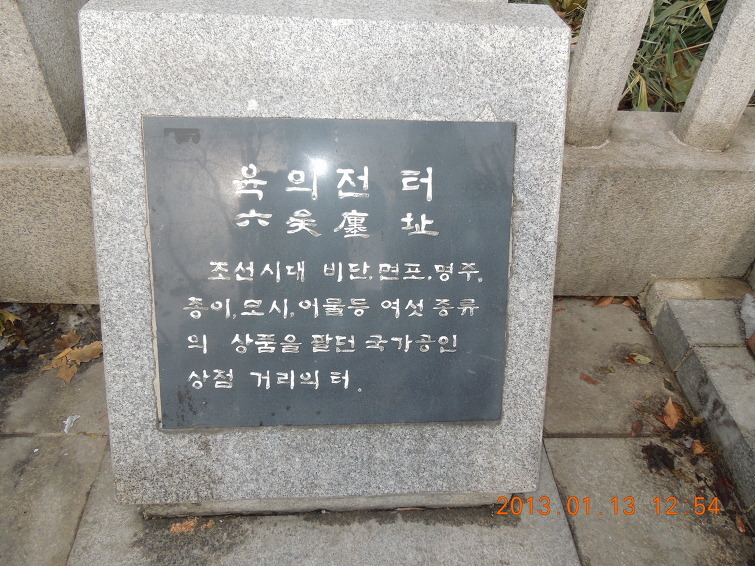 육의전 터
六矣廛址
조선시대 비단,면포,명주,
종이,모시,어물등 여섯 종류
의 상품을 팔던 국가공인
상점 거리의 터.
2013.01.13 12:54